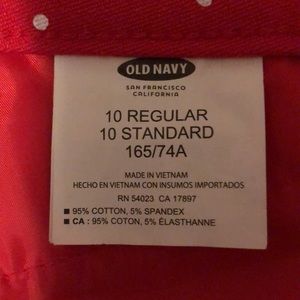 OLD NAVY
SAN FRANCISCO
CALIFORNIA
10 REGULAR
10 STANDARD
165/74A
MADE IN VIETNAM
HECHO EN VIETNAM CON INSUMOS IMPORTADOS
RN 54023 CA 17897
■ 95% COTTON, 5% SPANDEX
■ CA : 95% COTON, 5% ÉLASTHANNE